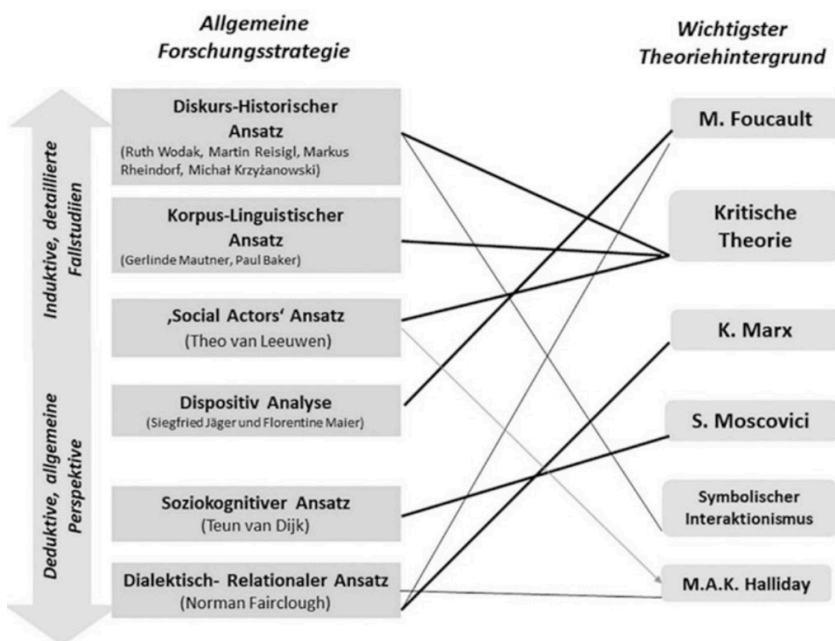 Allgemeine
Forschungsstrategie
Wichtigster
Theoriehintergrund
Induktive, detaillierte
Fallstudiien
Deduktive, allgemeine
Perspektive
Diskurs-Historischer
Ansatz
(Ruth Wodak, Martin Reisigl, Markus
Rheindorf, Michał Krzyżanowski)
Korpus-Linguistischer
Ansatz
(Gerlinde Mautner, Paul Baker)
‚Social Actors‘ Ansatz
(Theo van Leeuwen)
Dispositiv Analyse
(Siegfried Jäger und Florentine Maier)
Soziokognitiver Ansatz
(Teun van Dijk)
Dialektisch- Relationaler Ansatz
(Norman Fairclough)
M. Foucault
Kritische
Theorie
K. Marx
S. Moscovici
Symbolischer
Interaktionismus
M.A.K. Halliday